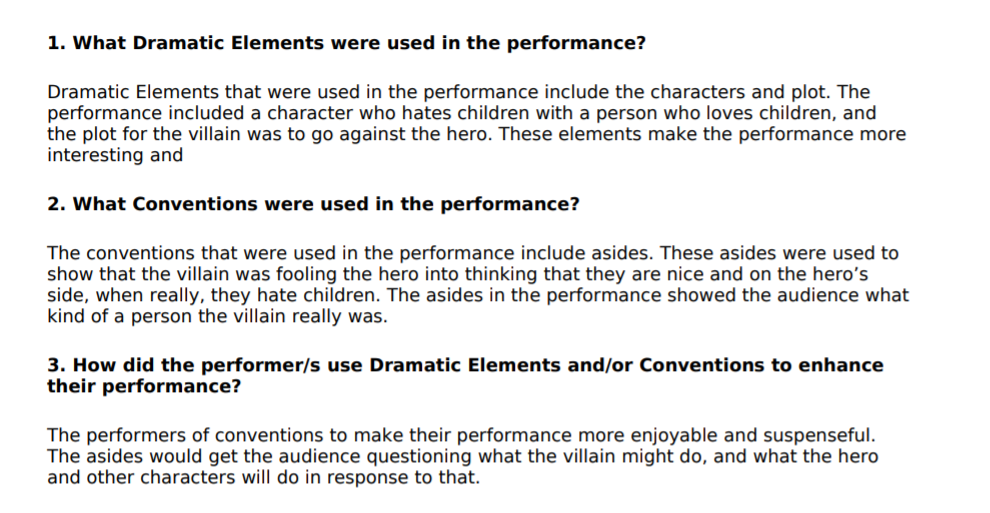 1. What Dramatic Elements were used in the performance?
Dramatic Elements that were used in the performance include the characters and plot. The
performance included a character who hates children with a person who loves children, and
the plot for the villain was to go against the hero. These elements make the performance more
interesting and
2. What Conventions were used in the performance?
The conventions that were used in the performance include asides. These asides were used to
show that the villain was fooling the hero into thinking that they are nice and on the hero’s
side, when really, they hate children. The asides in the performance showed the audience what
kind of a person the villain really was.
3. How did the performer/s use Dramatic Elements and/or Conventions to enhance
their performance?
The performers of conventions to make their performance more enjoyable and suspenseful.
The asides would get the audience questioning what the villain might do, and what the hero
and other characters will do in response to that.